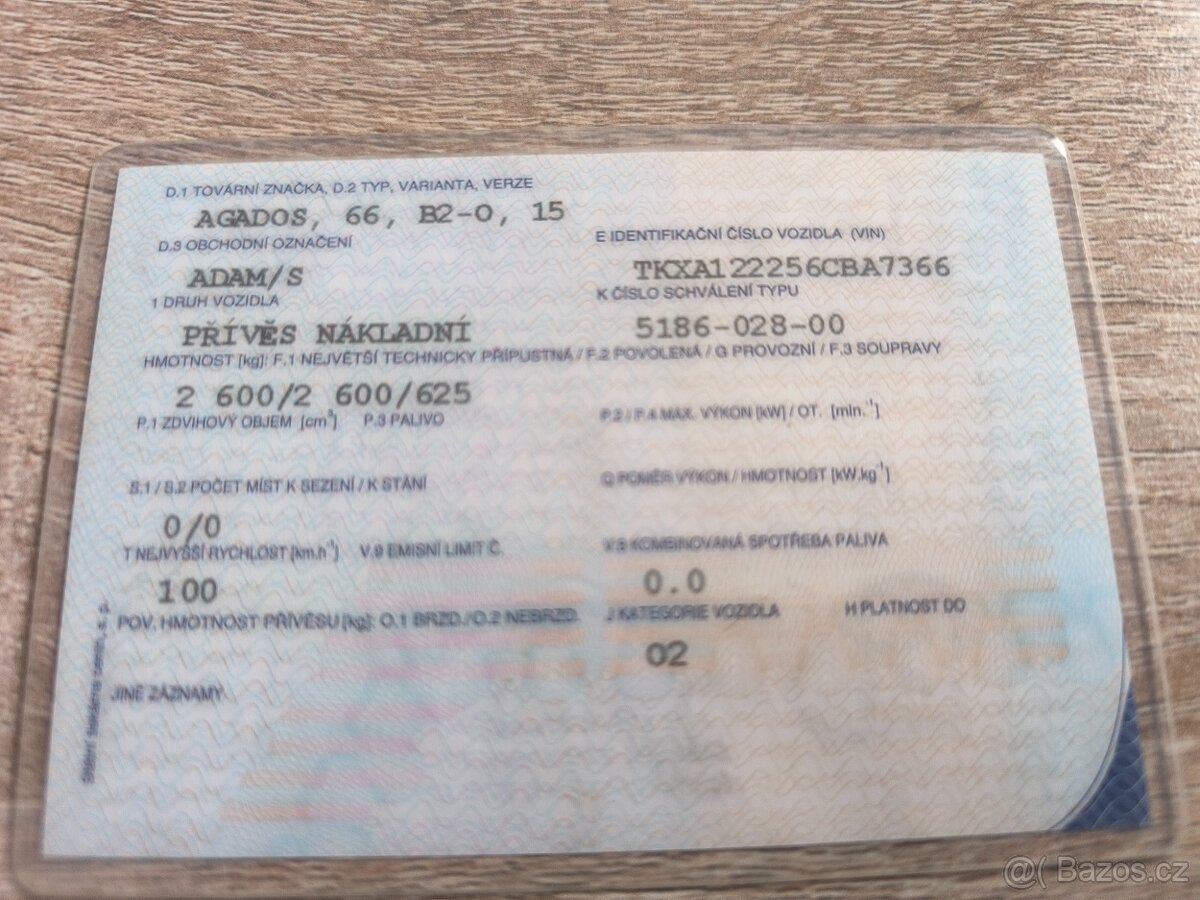 D.1 TOVÁRNÍ ZNAČKA, D.2 TYP, VARIANTA, VERZE
AGADOS, 66, B2-O, 15
D.3 OBCHODNÍ OZNAČENÍ
E IDENTIFIKAČNÍ ČÍSLO VOZIDLA (VIN)
ADAM/S
TKXA122256CBA7366
1 DRUH VOZIDLA
K ČÍSLO SCHVÁLENÍ TYPU
PŘÍVĚS NÁKLADNÍ
5186-028-00
HMOTNOST [kg]: F.1 NEJVĚTŠÍ TECHNICKY PŘÍPUSTNÁ / F.2 POVOLENÁ / G PROVOZNÍ / F.3 SOUPRAVY
2 600/2 600/625
P.1 ZDVIHOVÝ OBJEM [cm³] P.3 PALIVO
P.2 / P.4 MAX. VÝKON [kW] / OT. [min.⁻¹]
S.1 / S.2 POČET MÍST K SEZENÍ / K STÁNÍ
Q POMĚR VÝKON / HMOTNOST [kW.kg⁻¹]
0/0
T NEJVYŠŠÍ RYCHLOST [km.h⁻¹] V.9 EMISNÍ LIMIT Č.
V.8 KOMBINOVANÁ SPOTŘEBA PALIVA
100
0.0
POV. HMOTNOST PŘÍVĚSU [kg]: O.1 BRZD./O.2 NEBRZD.
J KATEGORIE VOZIDLA H PLATNOST DO
O2
JINÉ ZÁZNAMY
@( Bazos.cz